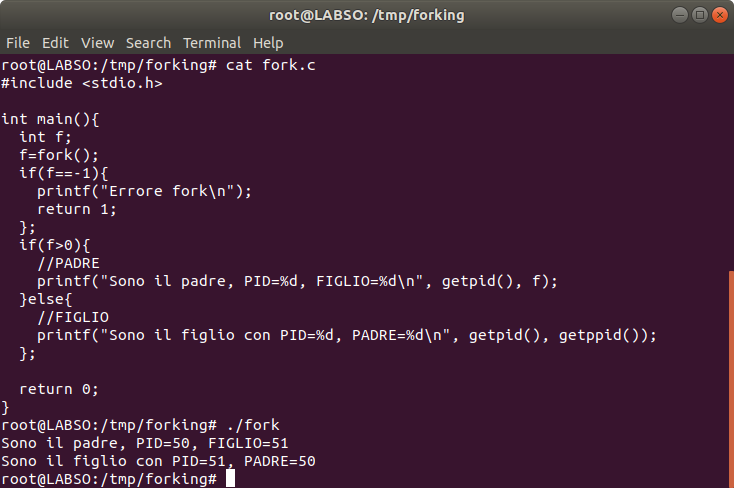 root@LABSO: /tmp/forking
File Edit View Search Terminal Help
root@LABSO:/tmp/forking# cat fork.c
#include <stdio.h>

int main(){
  int f;
  f=fork();
  if(f==-1){
    printf("Errore fork\n");
    return 1;
  };
  if(f>0){
    //PADRE
    printf("Sono il padre, PID=%d, FIGLIO=%d\n", getpid(), f);
  }else{
    //FIGLIO
    printf("Sono il figlio con PID=%d, PADRE=%d\n", getpid(), getppid());
  };

  return 0;
}
root@LABSO:/tmp/forking# ./fork
Sono il padre, PID=50, FIGLIO=51
Sono il figlio con PID=51, PADRE=50
root@LABSO:/tmp/forking#